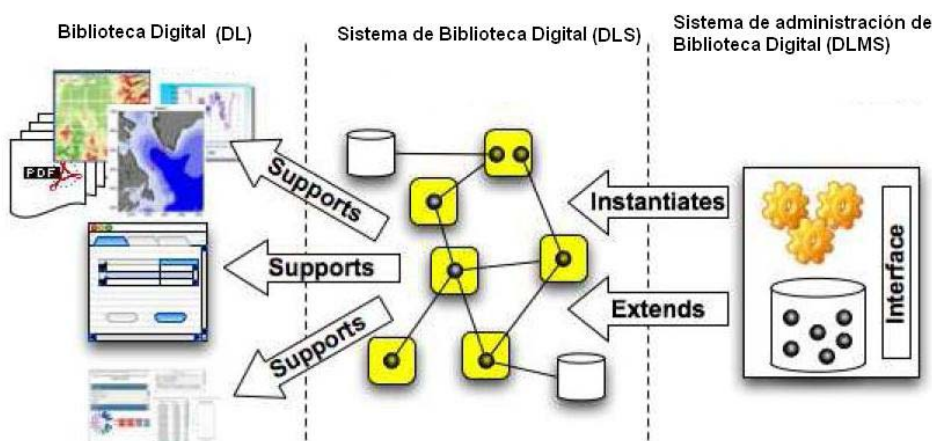 Biblioteca Digital (DL)
Sistema de Biblioteca Digital (DLS)
Sistema de administración de
Biblioteca Digital (DLMS)
PDF
Supports
Supports
Supports
Instantiates
Extends
Interface